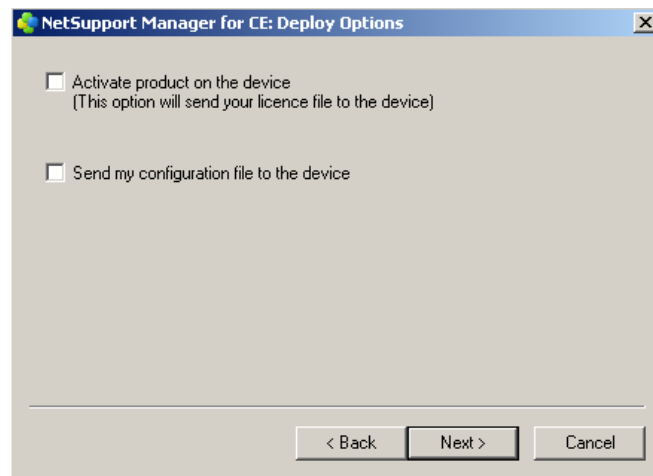 NetSupport Manager for CE: Deploy Options
Activate product on the device
(This option will send your licence file to the device)
Send my configuration file to the device
< Back
Next >
Cancel